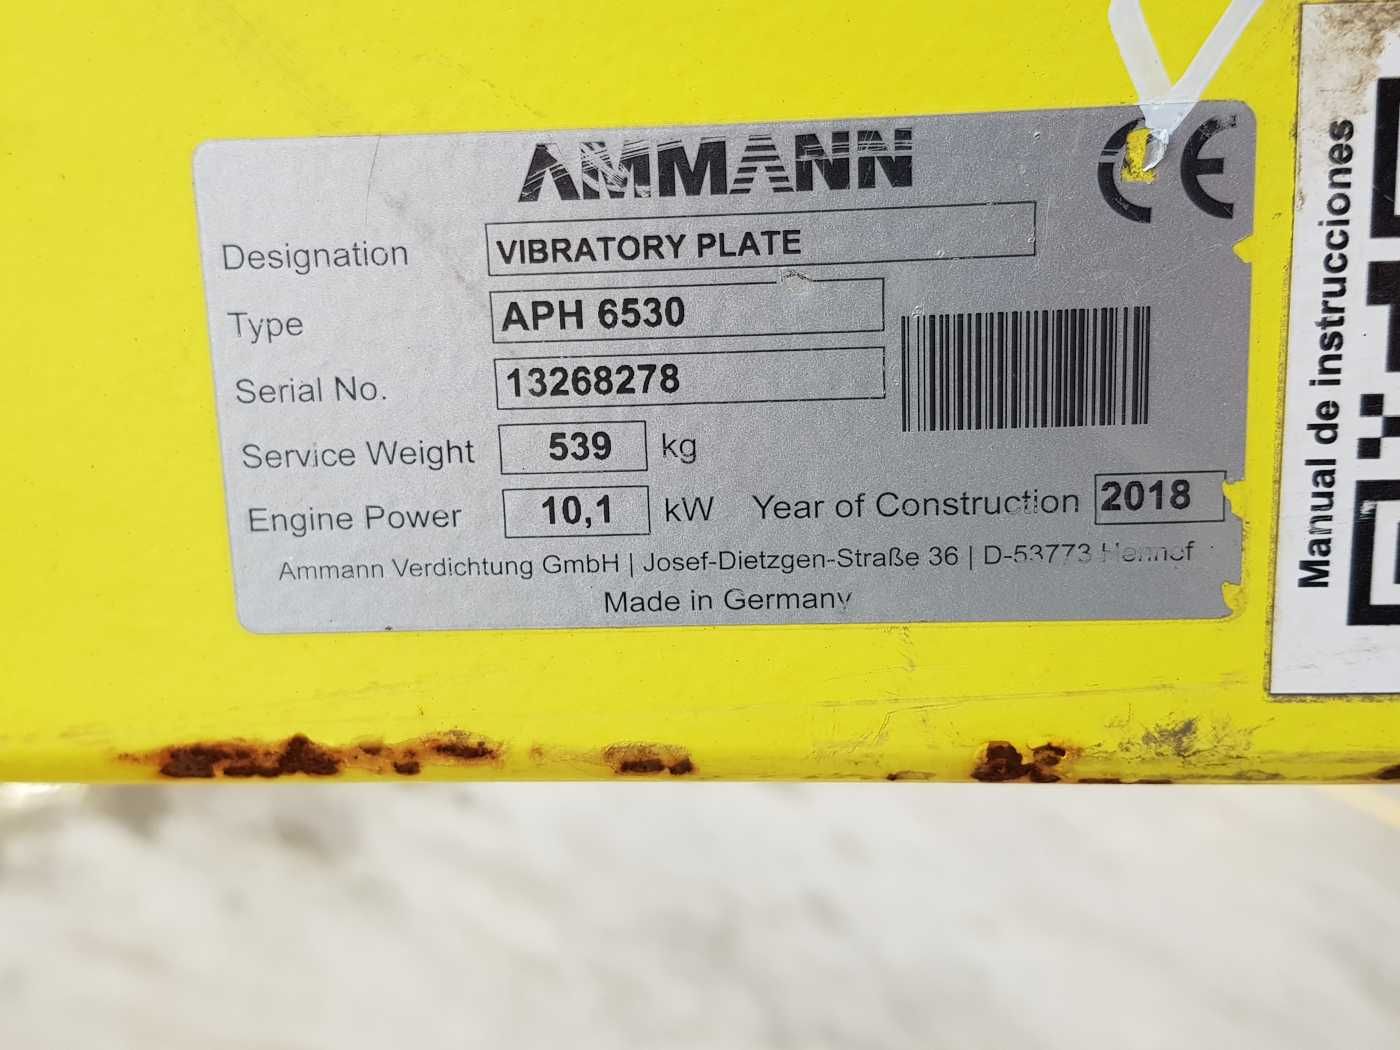 AMMANN
CE
Designation VIBRATORY PLATE
Type APH 6530
Serial No. 13268278
Service Weight 539 kg
Engine Power 10,1 kW Year of Construction 2018
Ammann Verdichtung GmbH | Josef-Dietzgen-Straße 36 | D-53773 Hennef
Made in Germany
Manual de instrucciones